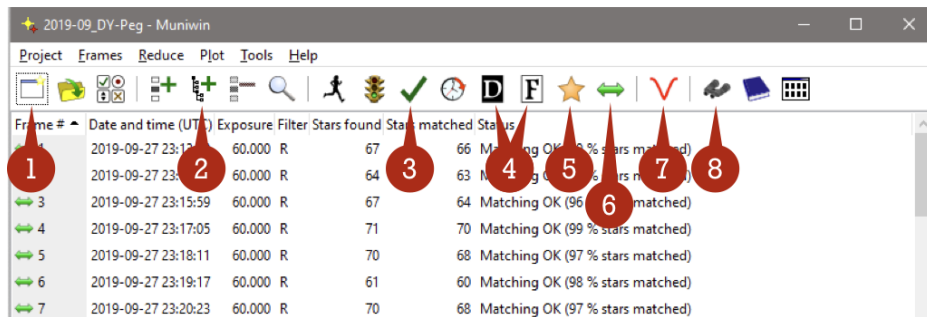 2019-09_DY-Peg - Muniwin
Project Frames Reduce Plot Tools Help
D F
Frame # Date and time (UTC) Exposure Filter Stars found Stars matched Status
1 2 3 4 5 6 7 8
2019-09-27 23:13 60.000 R 67 66 Matching OK % stars matched)
2019-09-27 23: 60.000 R 64 63 % stars matched)
3 2019-09-27 23:15:59 60.000 R 67 64 Matching OK (96 matched)
4 2019-09-27 23:17:05 60.000 R 71 70 Matching OK (99 % stars matched)
5 2019-09-27 23:18:11 60.000 R 70 68 Matching OK (97 % stars matched)
6 2019-09-27 23:19:17 60.000 R 61 60 Matching OK (98 % stars matched)
7 2019-09-27 23:20:23 60.000 R 70 68 Matching OK (97 % stars matched)